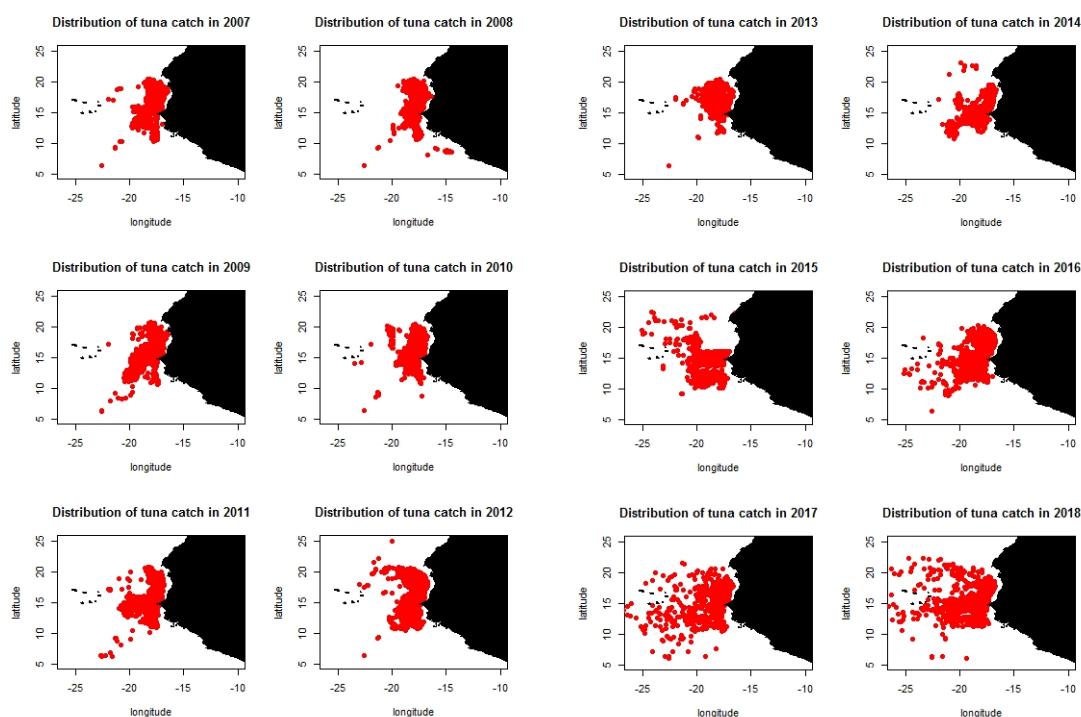 Distribution of tuna catch in 2007
latitude
5 10 15 20 25
-25 -20 -15 -10
longitude
Distribution of tuna catch in 2008
latitude
5 10 15 20 25
-25 -20 -15 -10
longitude
Distribution of tuna catch in 2013
latitude
5 10 15 20 25
-25 -20 -15 -10
longitude
Distribution of tuna catch in 2014
latitude
5 10 15 20 25
-25 -20 -15 -10
longitude
Distribution of tuna catch in 2009
latitude
5 10 15 20 25
-25 -20 -15 -10
longitude
Distribution of tuna catch in 2010
latitude
5 10 15 20 25
-25 -20 -15 -10
longitude
Distribution of tuna catch in 2015
latitude
5 10 15 20 25
-25 -20 -15 -10
longitude
Distribution of tuna catch in 2016
latitude
5 10 15 20 25
-25 -20 -15 -10
longitude
Distribution of tuna catch in 2011
latitude
5 10 15 20 25
-25 -20 -15 -10
longitude
Distribution of tuna catch in 2012
latitude
5 10 15 20 25
-25 -20 -15 -10
longitude
Distribution of tuna catch in 2017
latitude
5 10 15 20 25
-25 -20 -15 -10
longitude
Distribution of tuna catch in 2018
latitude
5 10 15 20 25
-25 -20 -15 -10
longitude